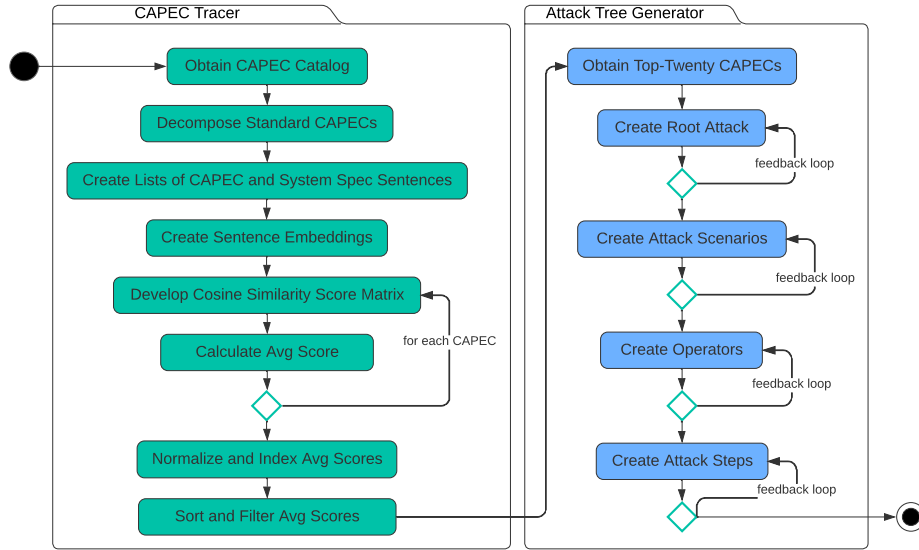 CAPEC Tracer
Obtain CAPEC Catalog
Decompose Standard CAPECs
Create Lists of CAPEC and System Spec Sentences
Create Sentence Embeddings
Develop Cosine Similarity Score Matrix
for each CAPEC
Calculate Avg Score
Normalize and Index Avg Scores
Sort and Filter Avg Scores
Attack Tree Generator
Obtain Top-Twenty CAPECs
Create Root Attack
feedback loop
Create Attack Scenarios
feedback loop
Create Operators
feedback loop
Create Attack Steps
feedback loop